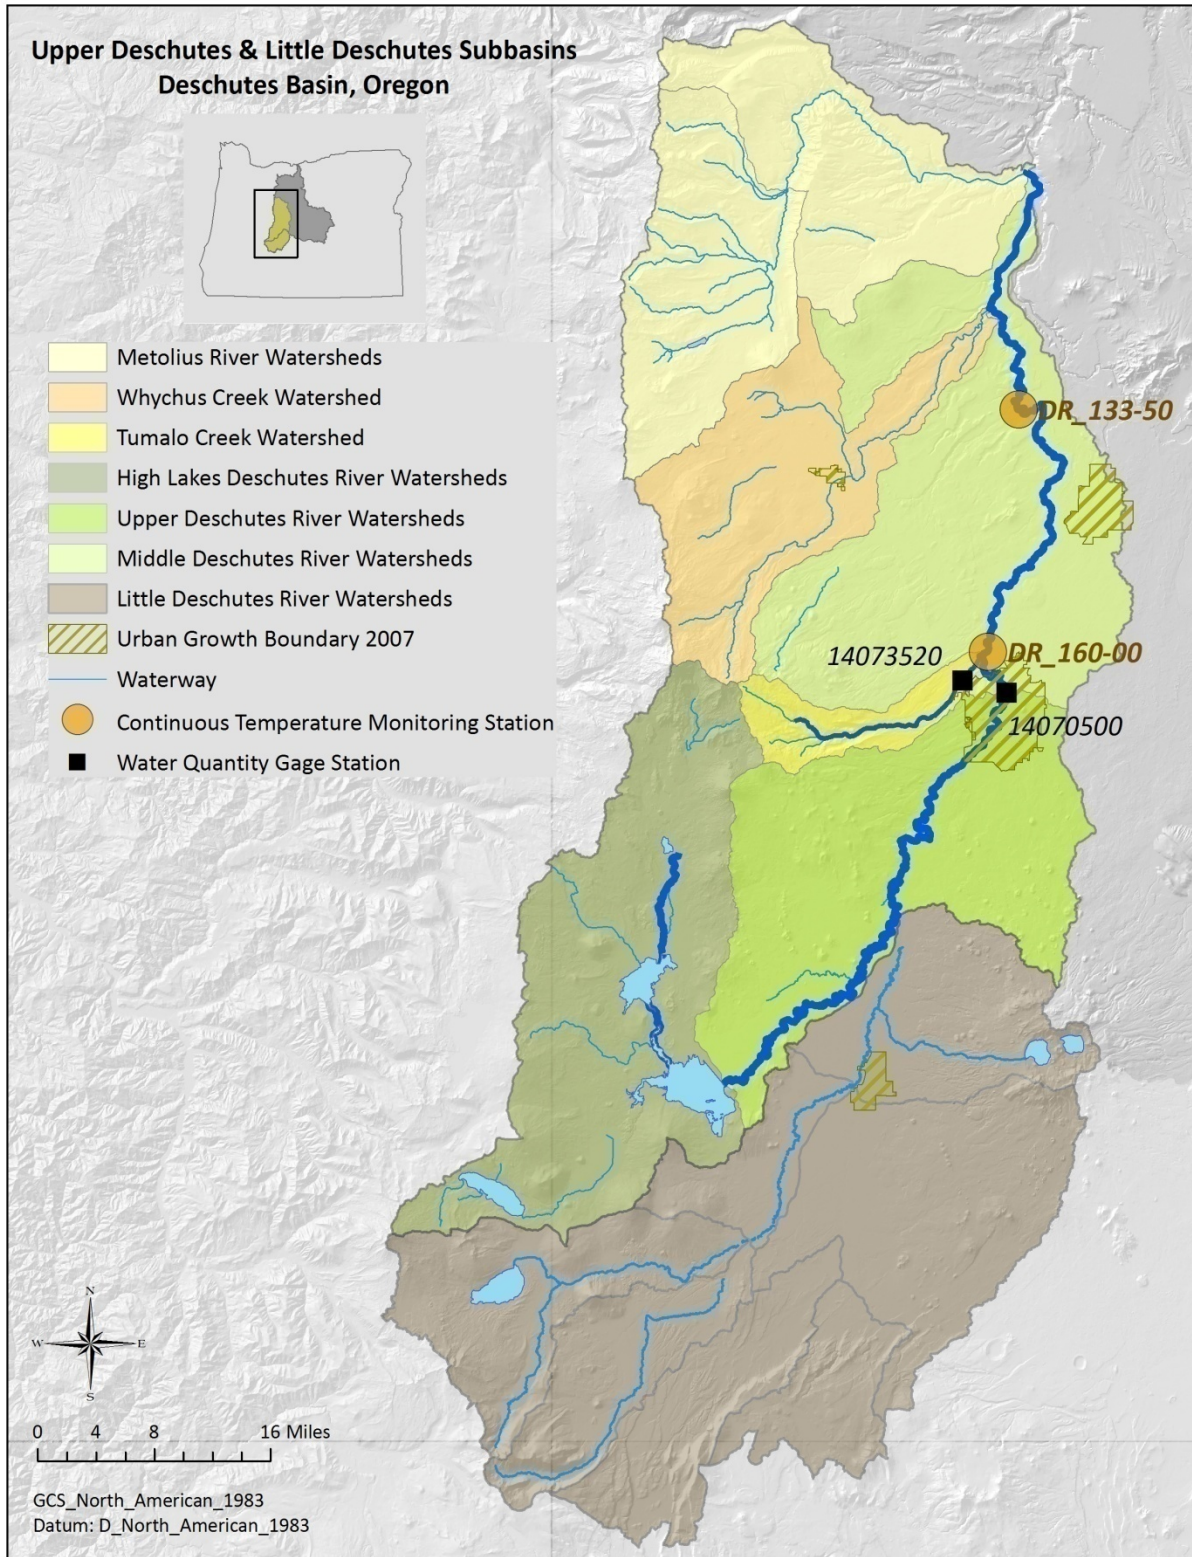 Upper Deschutes & Little Deschutes Subbasins
Deschutes Basin, Oregon
Metolius River Watersheds
Whychus Creek Watershed
Tumalo Creek Watershed
High Lakes Deschutes River Watersheds
Upper Deschutes River Watersheds
Middle Deschutes River Watersheds
Little Deschutes River Watersheds
Urban Growth Boundary 2007
Waterway
Continuous Temperature Monitoring Station
Water Quantity Gage Station
DR_133-50
14073520
DR_160-00
14070500
N
W E
S
0 4 8 16 Miles
GCS_North_American_1983
Datum: D_North_American_1983